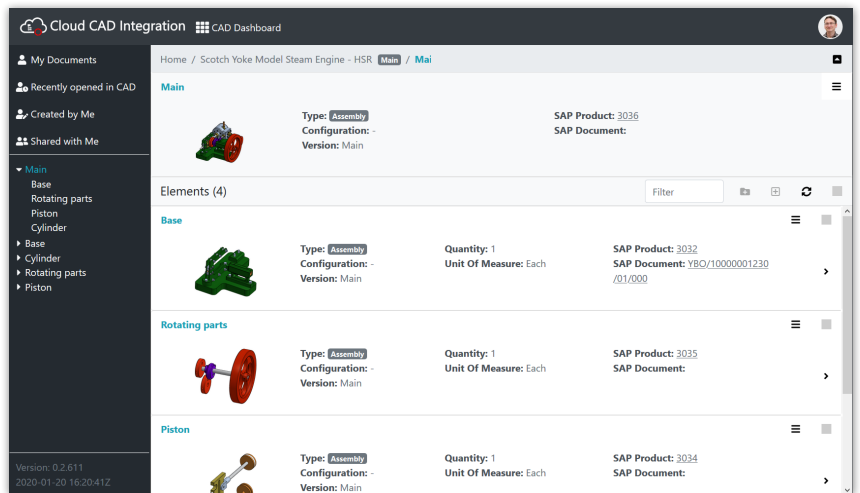 Cloud CAD Integration CAD Dashboard
My Documents
Recently opened in CAD
Created by Me
Shared with Me
Main
Base
Rotating parts
Piston
Cylinder
Base
Cylinder
Rotating parts
Piston
Version: 0.2.611
2020-01-20 16:20:41Z
Home / Scotch Yoke Model Steam Engine - HSR Main / Mai
Main
Type: Assembly
Configuration: -
Version: Main
SAP Product: 3036
SAP Document:
Elements (4)
Filter
Base
Type: Assembly
Configuration: -
Version: Main
Quantity: 1
Unit Of Measure: Each
SAP Product: 3032
SAP Document: YBO/10000001230
/01/000
Rotating parts
Type: Assembly
Configuration: -
Version: Main
Quantity: 1
Unit Of Measure: Each
SAP Product: 3035
SAP Document:
Piston
Type: Assembly
Configuration: -
Version: Main
Quantity: 1
Unit Of Measure: Each
SAP Product: 3034
SAP Document: